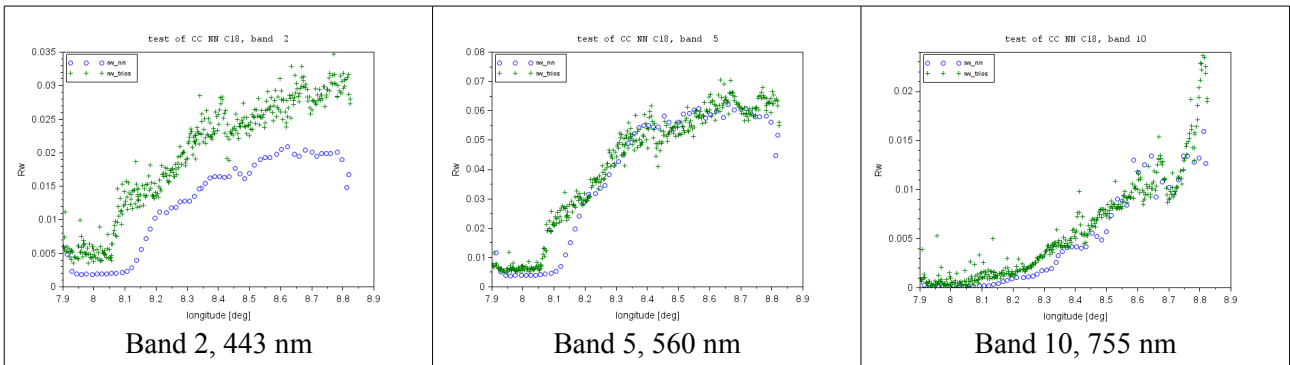 test of CC NN C18, band 2
0.035
rw_nn
rw_trios
0.03
0.025
0.02
Rw
0.015
0.01
0.005
0
7.9 8 8.1 8.2 8.3 8.4 8.5 8.6 8.7 8.8 8.9
longitude [deg]
Band 2, 443 nm
test of CC NN C18, band 5
0.08
rw_nn
rw_trios
0.07
0.06
0.05
0.04
Rw
0.03
0.02
0.01
0
7.9 8 8.1 8.2 8.3 8.4 8.5 8.6 8.7 8.8 8.9
longitude [deg]
Band 5, 560 nm
test of CC NN C18, band 10
rw_nn
rw_trios
0.02
0.015
Rw
0.01
0.005
0
7.9 8 8.1 8.2 8.3 8.4 8.5 8.6 8.7 8.8 8.9
longitude [deg]
Band 10, 755 nm